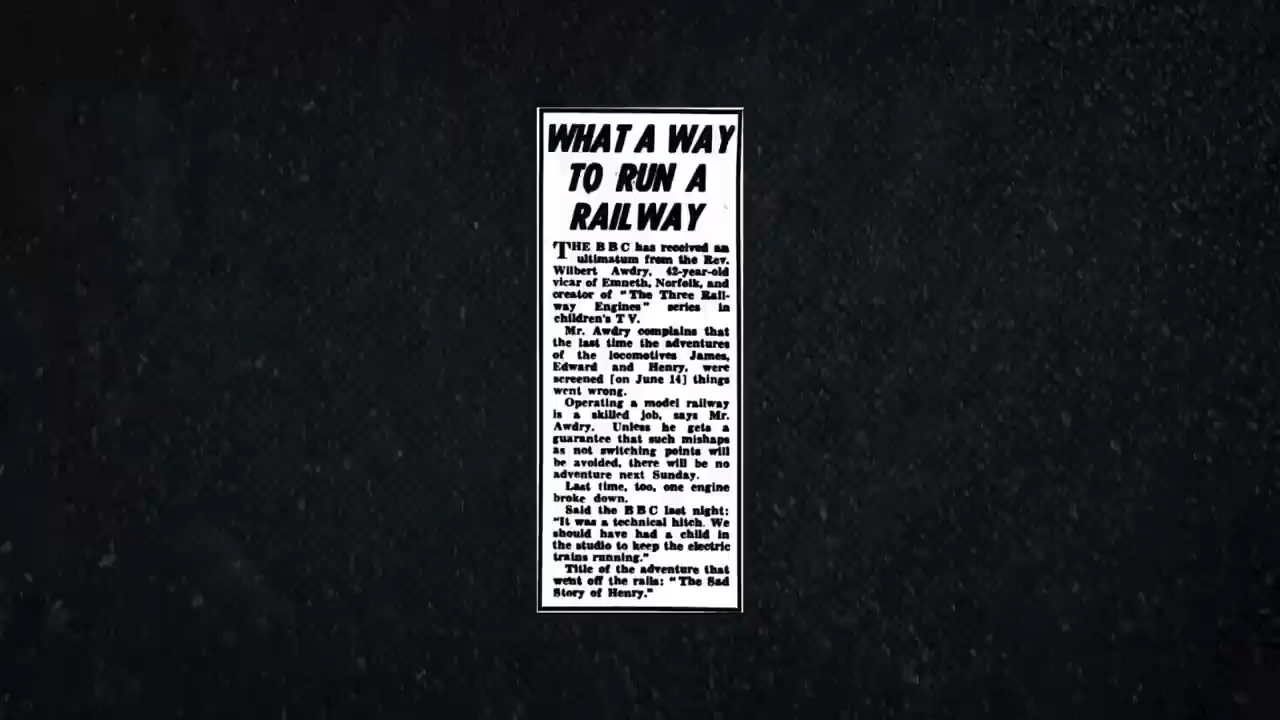 WHAT A WAY
TO RUN A
RAILWAY
THE BBC has received an
ultimatum from the Rev.
Wilbert Awdry, 42-year-old
vicar of Emneth, Norfolk, and
creator of "The Three Rail-
way Engines" series in
children's TV.
Mr. Awdry complains that
the last time the adventures
of the locomotives James,
Edward and Henry, were
screened [on June 14] things
went wrong.
Operating a model railway
is a skilled job, says Mr.
Awdry. Unless he gets a
guarantee that such mishaps
as not switching points will
be avoided, there will be no
adventure next Sunday.
Last time, too, one engine
broke down.
Said the BBC last night:
"It was a technical hitch. We
should have had a child in
the studio to keep the electric
trains running."
Title of the adventure that
went off the rails: "The Sad
Story of Henry."